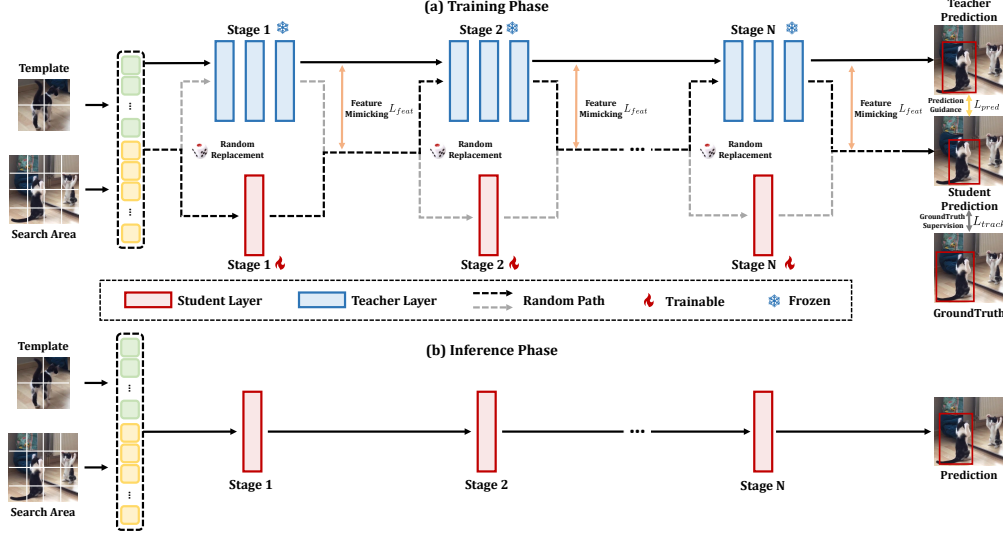 (a) Training Phase
Teacher
Prediction
Stage 1
Stage 2
Stage N
Template
Feature
Mimicking
L_feat
Feature
Mimicking
L_feat
Feature
Mimicking
L_feat
Prediction
Guidance
L_pred
...
Random
Replacement
Random
Replacement
...
Random
Replacement
Student
Prediction
GroundTruth
Supervision
L_track
...
Search Area
Stage 1
Stage 2
Stage N
GroundTruth
Student Layer
Teacher Layer
Random Path
Trainable
Frozen
(b) Inference Phase
Template
...
...
...
Search Area
Stage 1
Stage 2
Stage N
Prediction